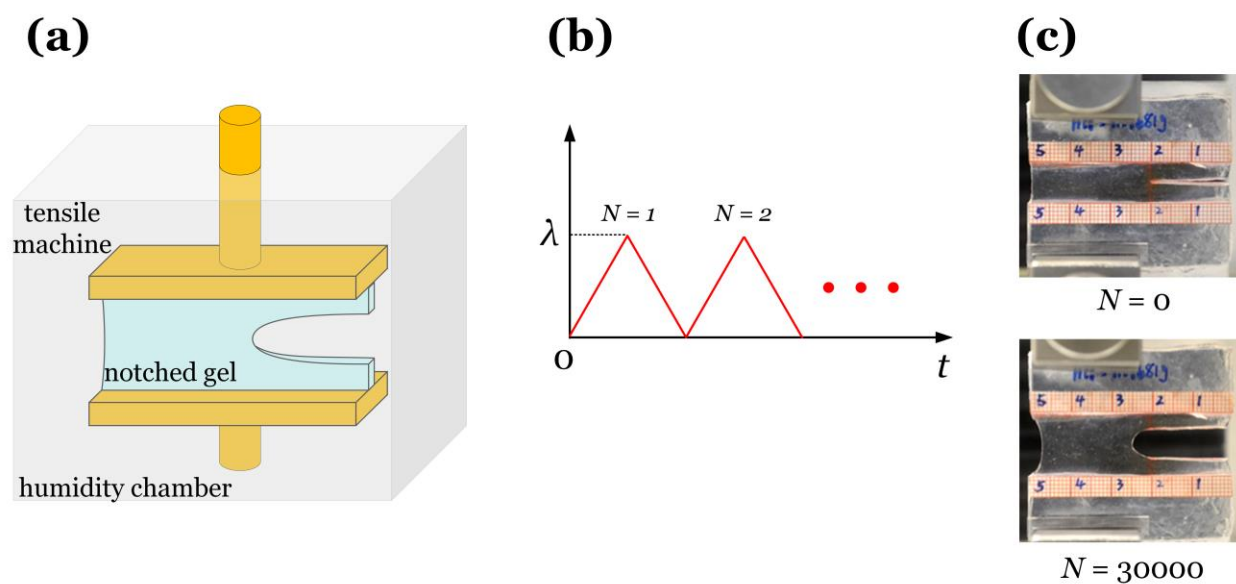 (a)
tensile
machine
notched gel
humidity chamber
(b)
N = 1
N = 2
λ
0
t
(c)
5 4 3 2 1
5 4 3 2 1
N = 0
5 4 3 2 1
5 4 3 2 1
N = 30000